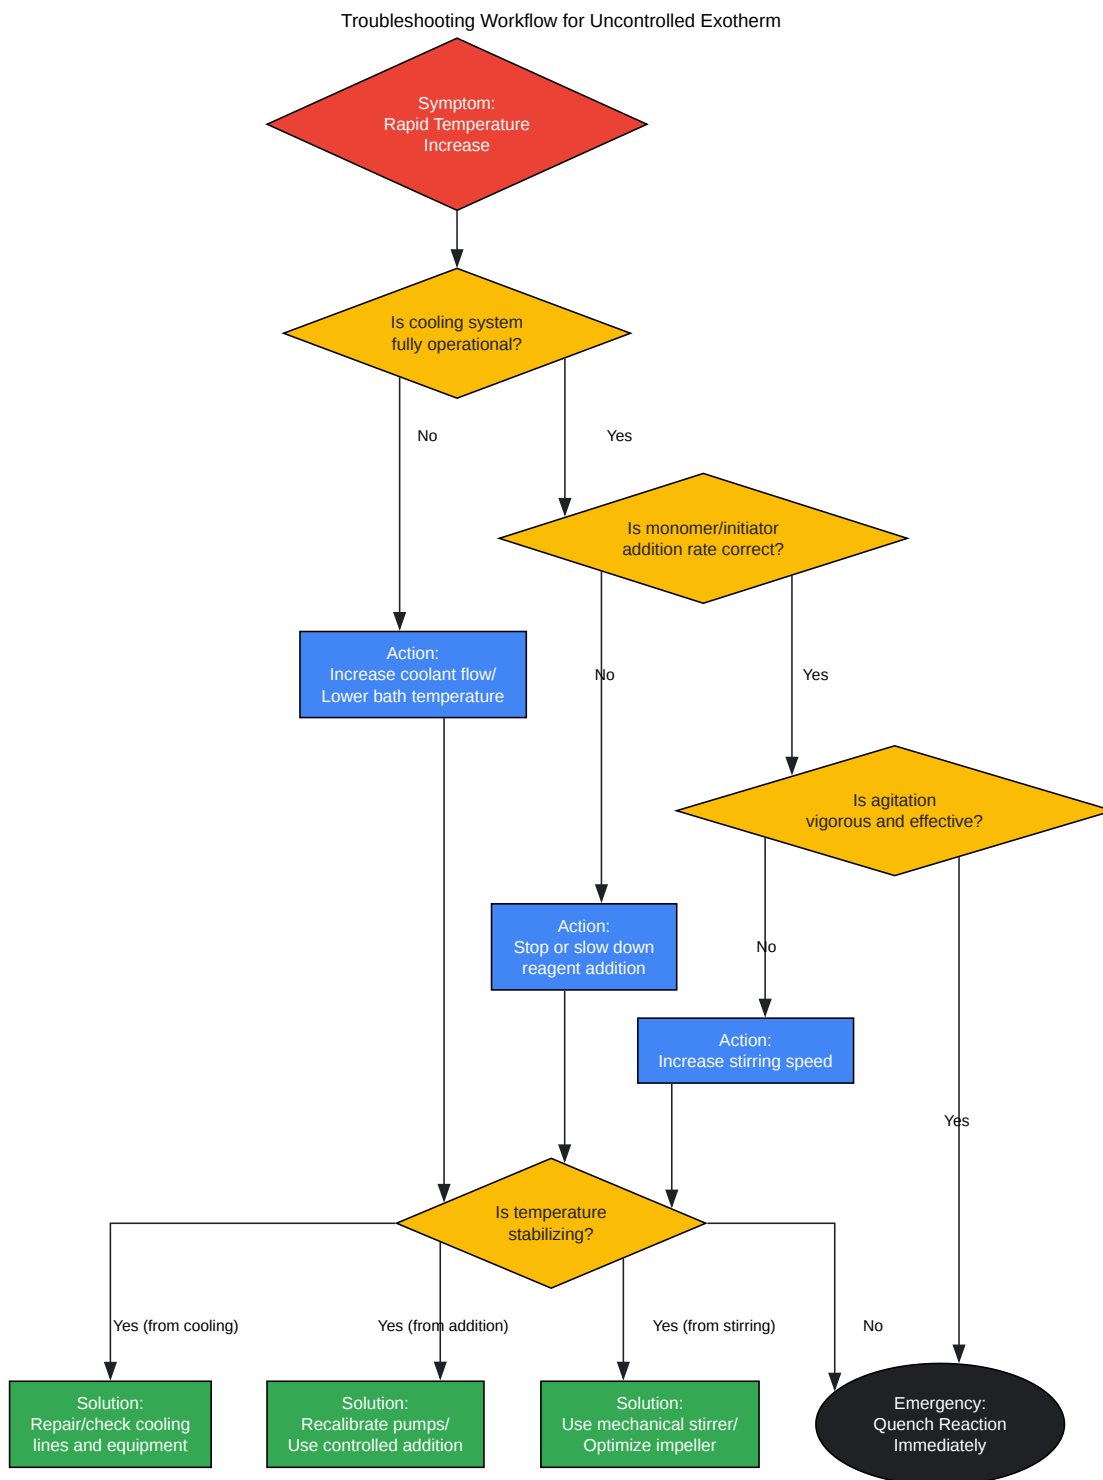 Troubleshooting Workflow for Uncontrolled Exotherm
Symptom:
Rapid Temperature
Increase
Is cooling system
fully operational?
No
Yes
Is monomer/initiator
addition rate correct?
Action:
Increase coolant flow/
Lower bath temperature
No
Yes
Is agitation
vigorous and effective?
Action:
Stop or slow down
reagent addition
No
Action:
Increase stirring speed
Yes
Is temperature
stabilizing?
Yes (from cooling)
Yes (from addition)
Yes (from stirring)
No
Solution:
Repair/check cooling
lines and equipment
Solution:
Recalibrate pumps/
Use controlled addition
Solution:
Use mechanical stirrer/
Optimize impeller
Emergency:
Quench Reaction
Immediately